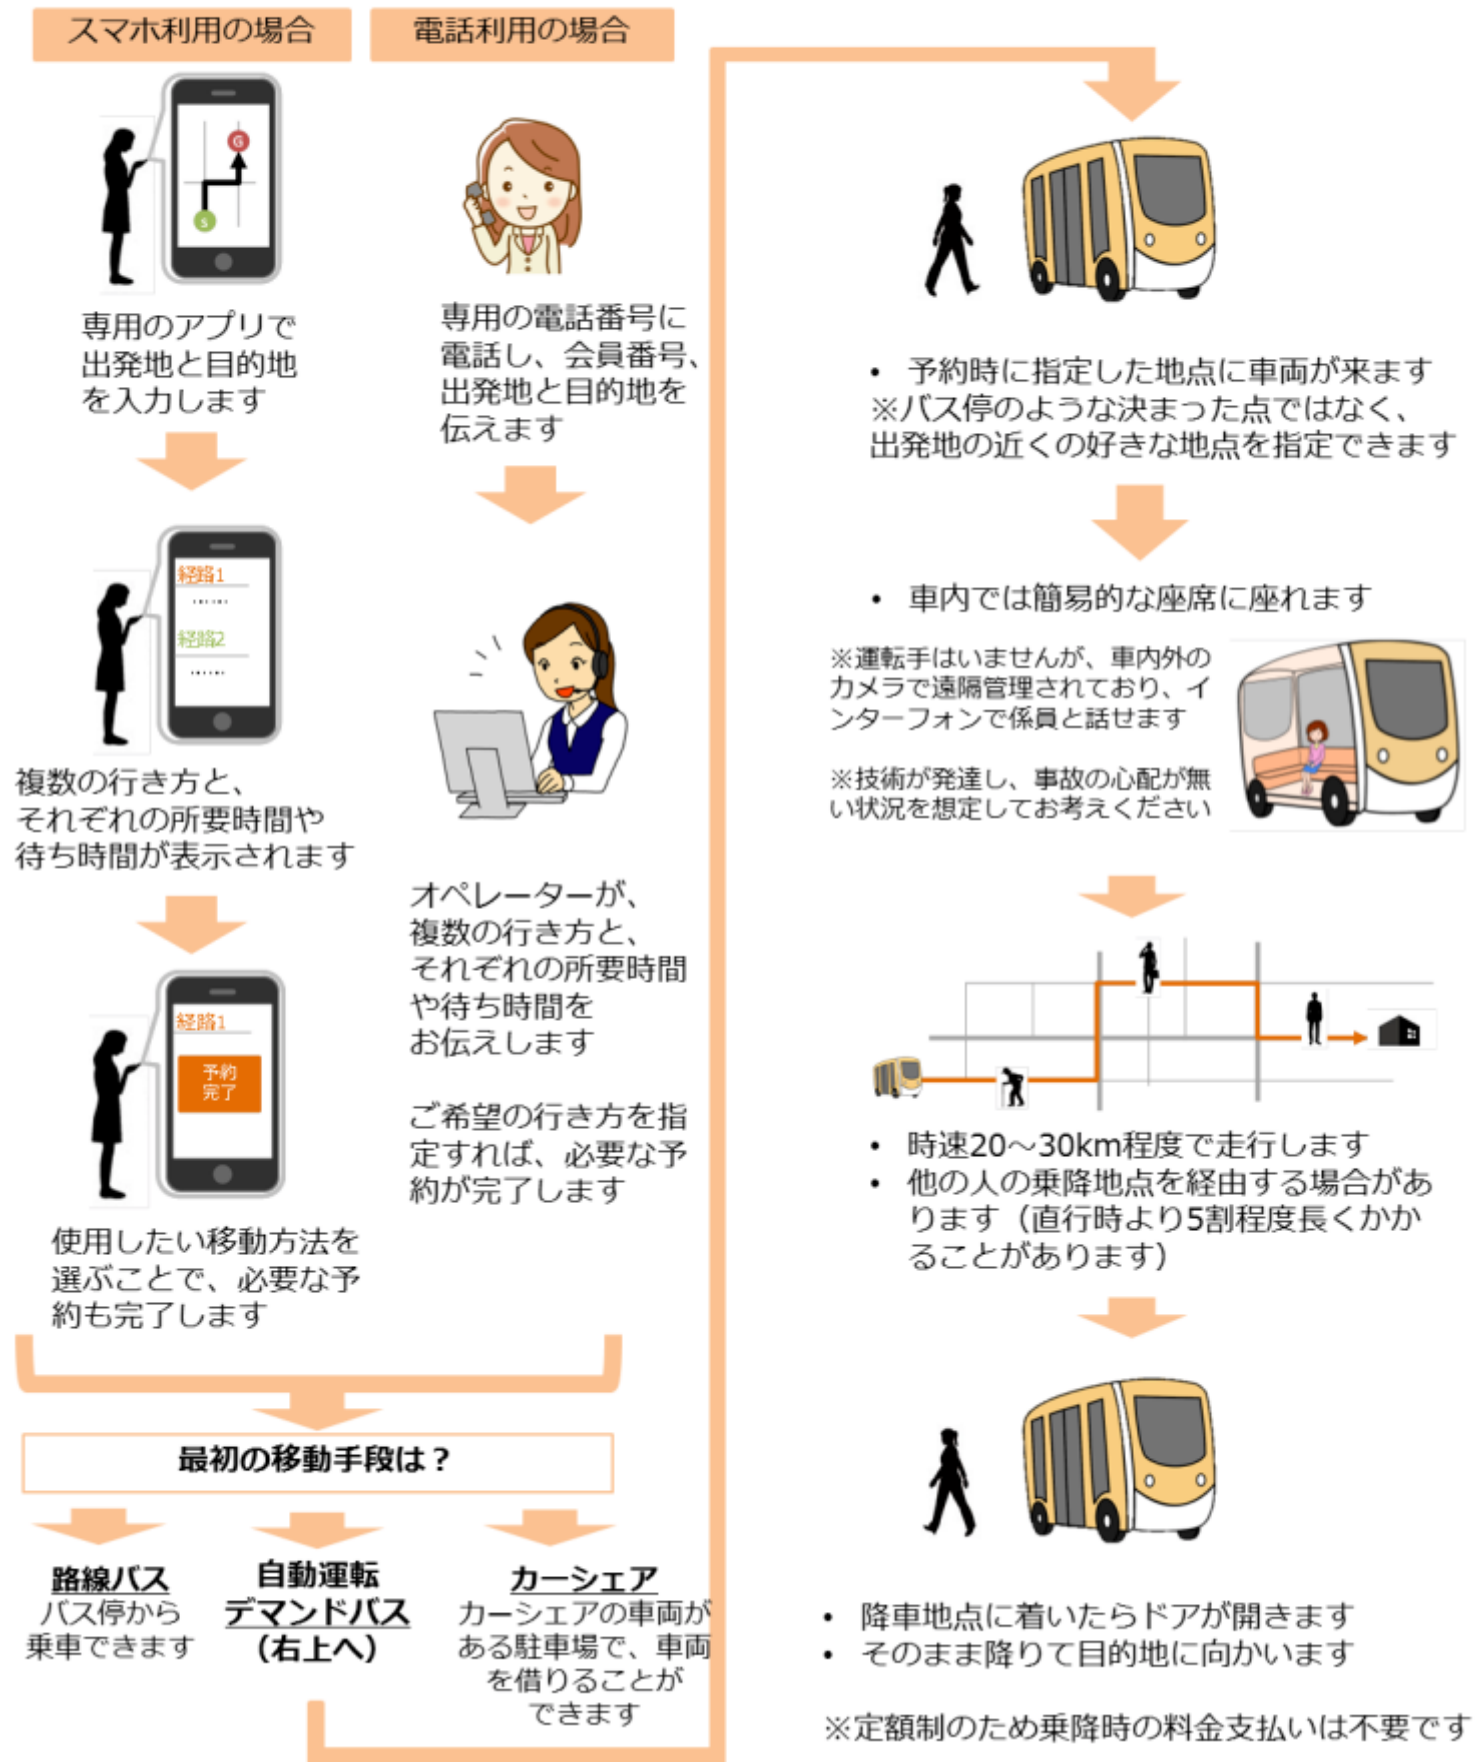 スマホ利用の場合
専用のアプリで
出発地と目的地
を入力します
経路1
経路2
複数の行き方と、
それぞれの所要時間や
待ち時間が表示されます
経路1
予約
完了
使用したい移動方法を
選ぶことで、必要な予
約も完了します
電話利用の場合
専用の電話番号に
電話し、会員番号、
出発地と目的地を
伝えます
オペレーターが、
複数の行き方と、
それぞれの所要時間
や待ち時間を
お伝えします
ご希望の行き方を指
定すれば、必要な予
約が完了します
最初の移動手段は？
路線バス
バス停から
乗車できます
自動運転
デマンドバス
（右上へ）
カーシェア
カーシェアの車両が
ある駐車場で、車両
を借りることが
できます
• 予約時に指定した地点に車両が来ます
※バス停のような決まった点ではなく、
出発地の近くの好きな地点を指定できます
• 車内では簡易的な座席に座れます
※運転手はいませんが、車内外の
カメラで遠隔管理されており、イ
ンターフォンで係員と話せます
※技術が発達し、事故の心配が無
い状況を想定してお考えください
• 時速20～30km程度で走行します
• 他の人の乗降地点を経由する場合があ
ります（直行時より5割程度長くかか
ることがあります）
• 降車地点に着いたらドアが開きます
• そのまま降りて目的地に向かいます
※定額制のため乗降時の料金支払いは不要です
G
S